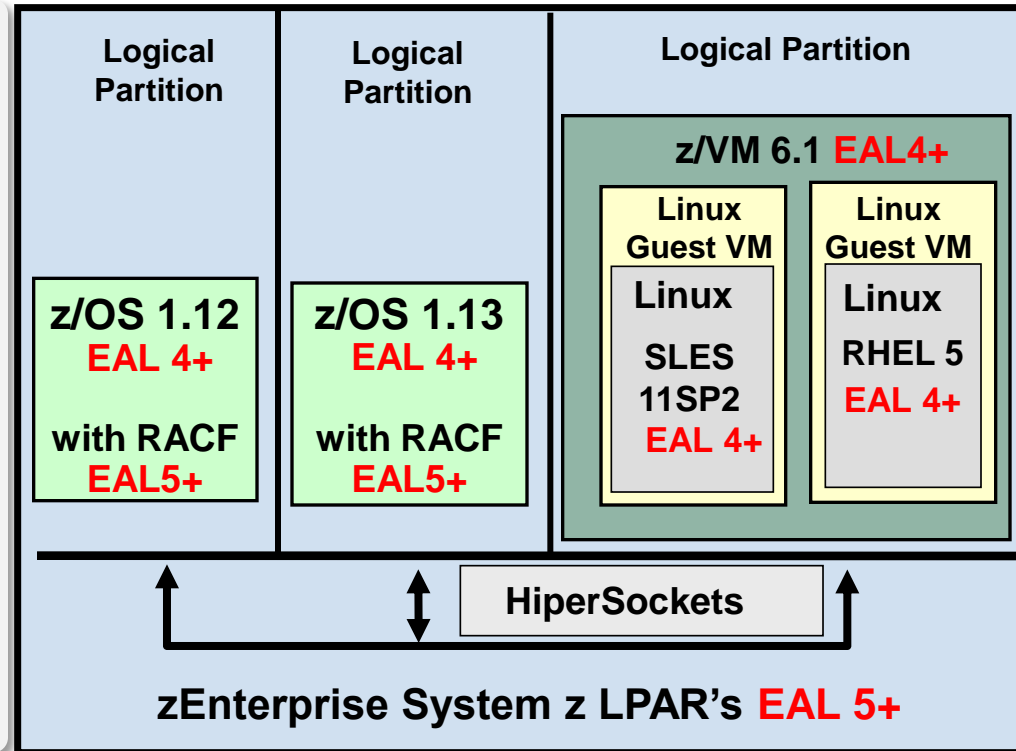 Logical
Partition
Logical
Partition
Logical Partition
z/OS 1.12
EAL 4+
with RACF
EAL5+
z/OS 1.13
EAL 4+
with RACF
EAL5+
z/VM 6.1 EAL4+
Linux
Guest VM
Linux
SLES
11SP2
EAL 4+
Linux
Guest VM
Linux
RHEL 5
EAL 4+
HiperSockets
zEnterprise System z LPAR's EAL 5+